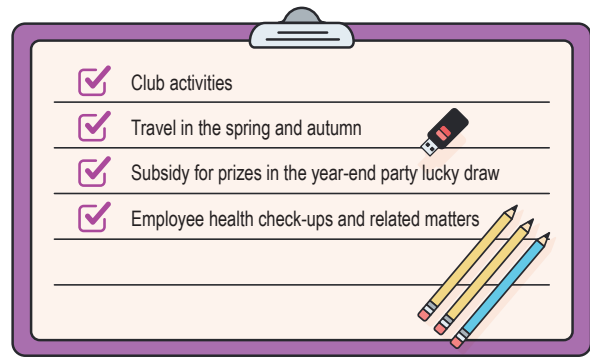 Club activities
Travel in the spring and autumn
Subsidy for prizes in the year-end party lucky draw
Employee health check-ups and related matters